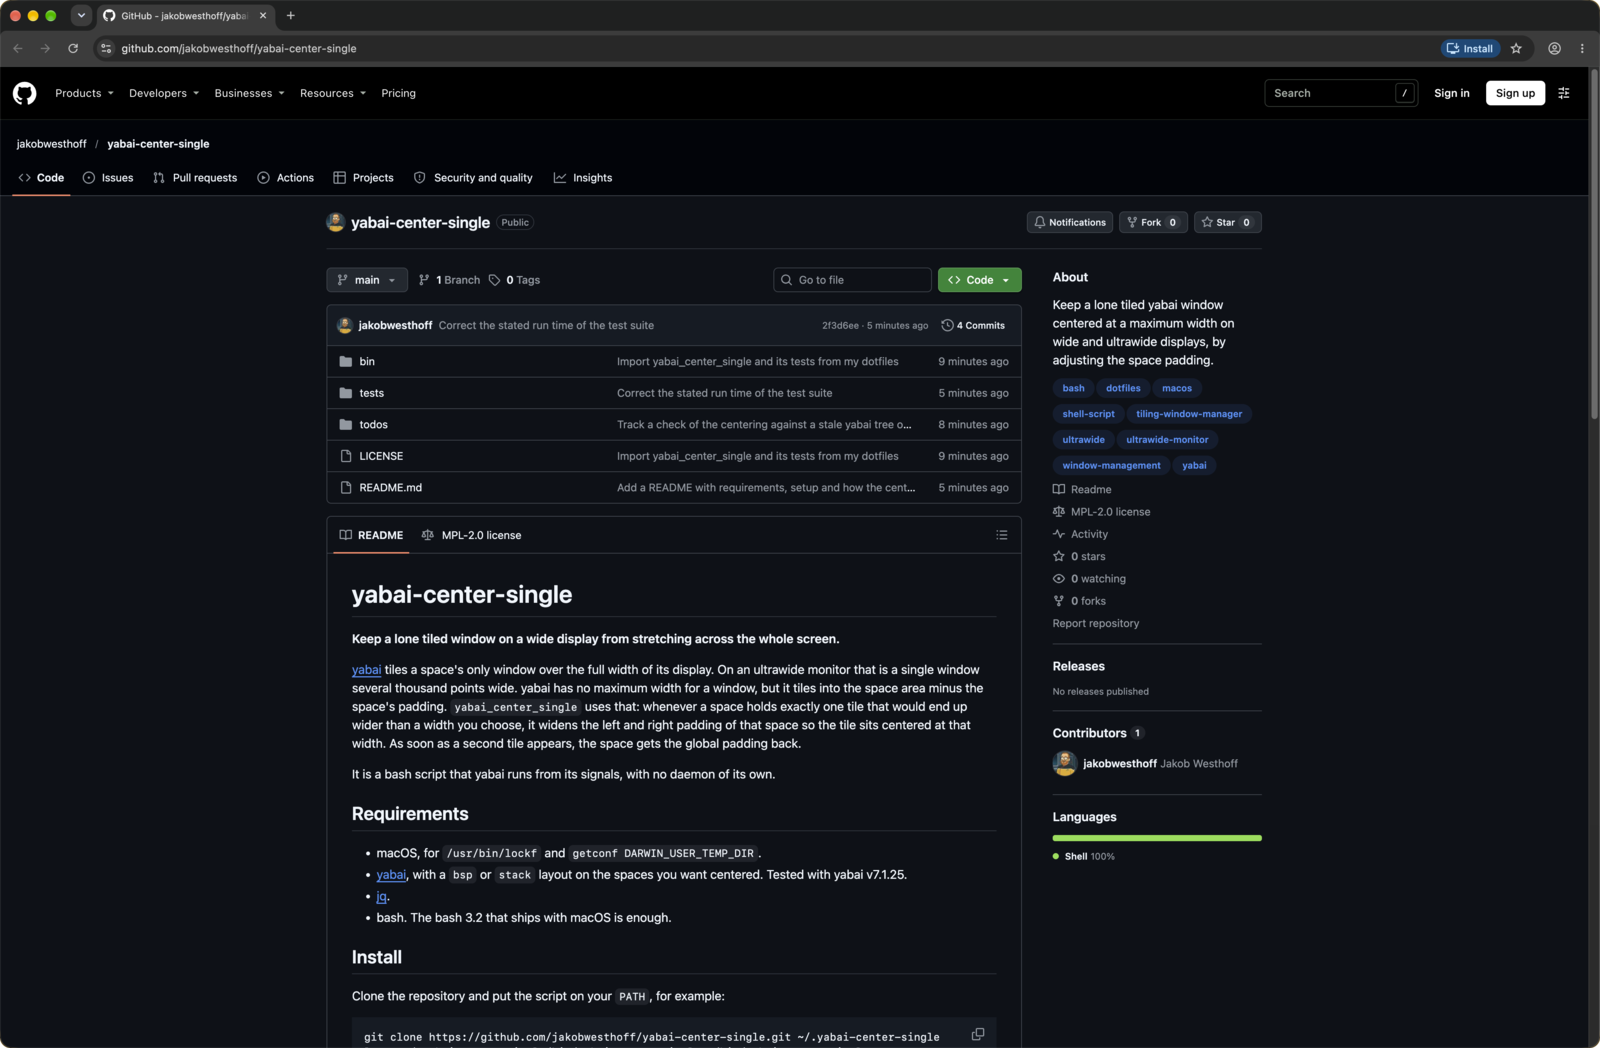 GitHub - jakobwesthoff/yaba
github.com/jakobwesthoff/yabai-center-single
Install
Products
Developers
Businesses
Resources
Pricing
Search
/
Sign in
Sign up
jakobwesthoff / yabai-center-single
Code
Issues
Pull requests
Actions
Projects
Security and quality
Insights
yabai-center-single Public
Notifications
Fork 0
Star 0
main
1 Branch
0 Tags
Go to file
Code
jakobwesthoff Correct the stated run time of the test suite 2f3d6ee · 5 minutes ago 4 Commits
bin Import yabai_center_single and its tests from my dotfiles 9 minutes ago
tests Correct the stated run time of the test suite 5 minutes ago
todos Track a check of the centering against a stale yabai tree o... 8 minutes ago
LICENSE Import yabai_center_single and its tests from my dotfiles 9 minutes ago
README.md Add a README with requirements, setup and how the cent... 5 minutes ago
README
MPL-2.0 license
yabai-center-single
Keep a lone tiled window on a wide display from stretching across the whole screen.
yabai tiles a space's only window over the full width of its display. On an ultrawide monitor that is a single window
several thousand points wide. yabai has no maximum width for a window, but it tiles into the space area minus the
space's padding. yabai_center_single uses that: whenever a space holds exactly one tile that would end up
wider than a width you choose, it widens the left and right padding of that space so the tile sits centered at that
width. As soon as a second tile appears, the space gets the global padding back.
It is a bash script that yabai runs from its signals, with no daemon of its own.
Requirements
• macOS, for /usr/bin/lockf and getconf DARWIN_USER_TEMP_DIR.
• yabai, with a bsp or stack layout on the spaces you want centered. Tested with yabai v7.1.25.
• jq.
• bash. The bash 3.2 that ships with macOS is enough.
Install
Clone the repository and put the script on your PATH, for example:
git clone https://github.com/jakobwesthoff/yabai-center-single.git ~/.yabai-center-single
About
Keep a lone tiled yabai window
centered at a maximum width on
wide and ultrawide displays, by
adjusting the space padding.
bash dotfiles macos
shell-script tiling-window-manager
ultrawide ultrawide-monitor
window-management yabai
Readme
MPL-2.0 license
Activity
0 stars
0 watching
0 forks
Report repository
Releases
No releases published
Contributors 1
jakobwesthoff Jakob Westhoff
Languages
Shell 100%